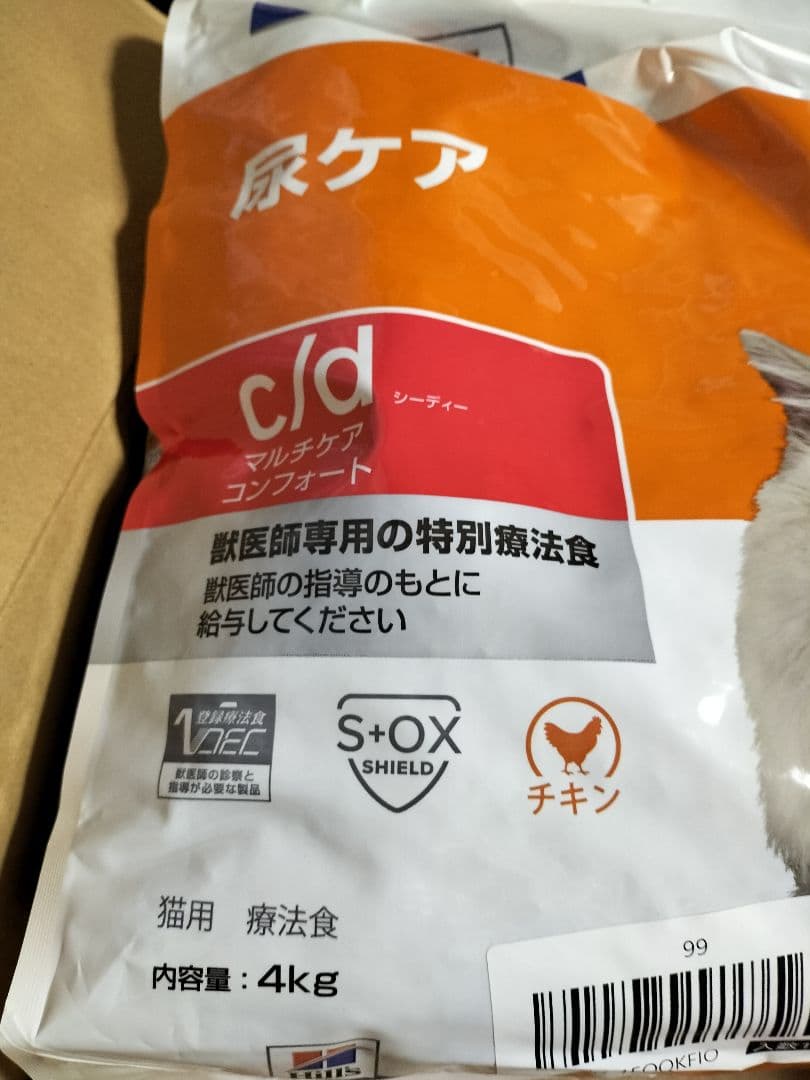 尿ケア
c/d
シーディー
マルチケア
コンフォート
獣医師専用の特別療法食
獣医師の指導のもとに
給与してください
登録療法食
獣医師の診察と
指導が必要な製品
S+OX
SHIELD
チキン
猫用 療法食
内容量：4kg
99
Hill's